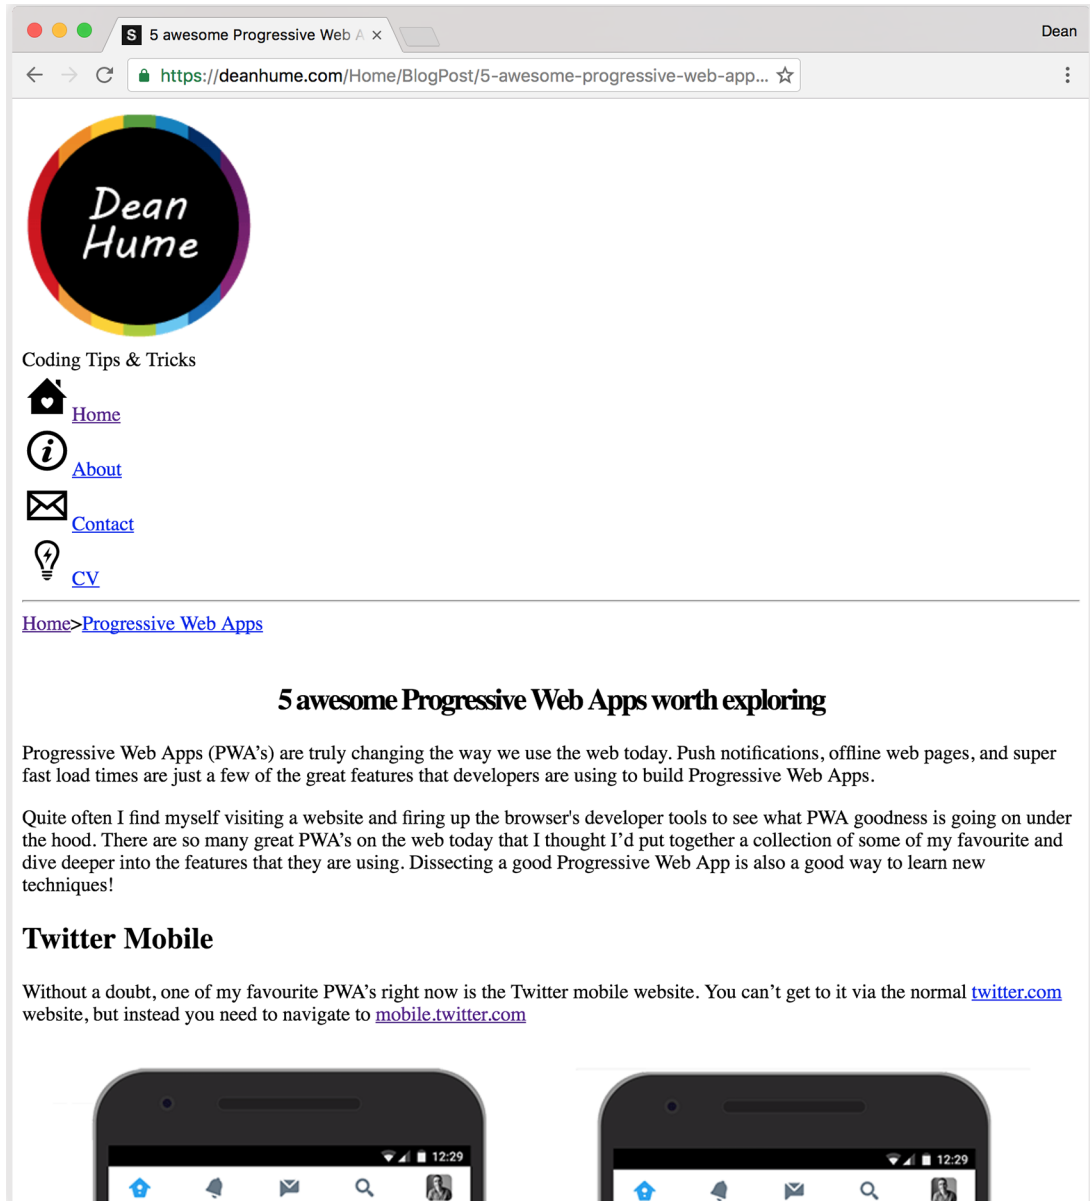 S 5 awesome Progressive Web A ×
Dean
https://deanhume.com/Home/BlogPost/5-awesome-progressive-web-app...
Dean
Hume
Coding Tips & Tricks
Home
About
Contact
CV
Home>Progressive Web Apps
5 awesome Progressive Web Apps worth exploring
Progressive Web Apps (PWA’s) are truly changing the way we use the web today. Push notifications, offline web pages, and super
fast load times are just a few of the great features that developers are using to build Progressive Web Apps.
Quite often I find myself visiting a website and firing up the browser's developer tools to see what PWA goodness is going on under
the hood. There are so many great PWA’s on the web today that I thought I’d put together a collection of some of my favourite and
dive deeper into the features that they are using. Dissecting a good Progressive Web App is also a good way to learn new
techniques!
Twitter Mobile
Without a doubt, one of my favourite PWA’s right now is the Twitter mobile website. You can’t get to it via the normal twitter.com
website, but instead you need to navigate to mobile.twitter.com
12:29
12:29